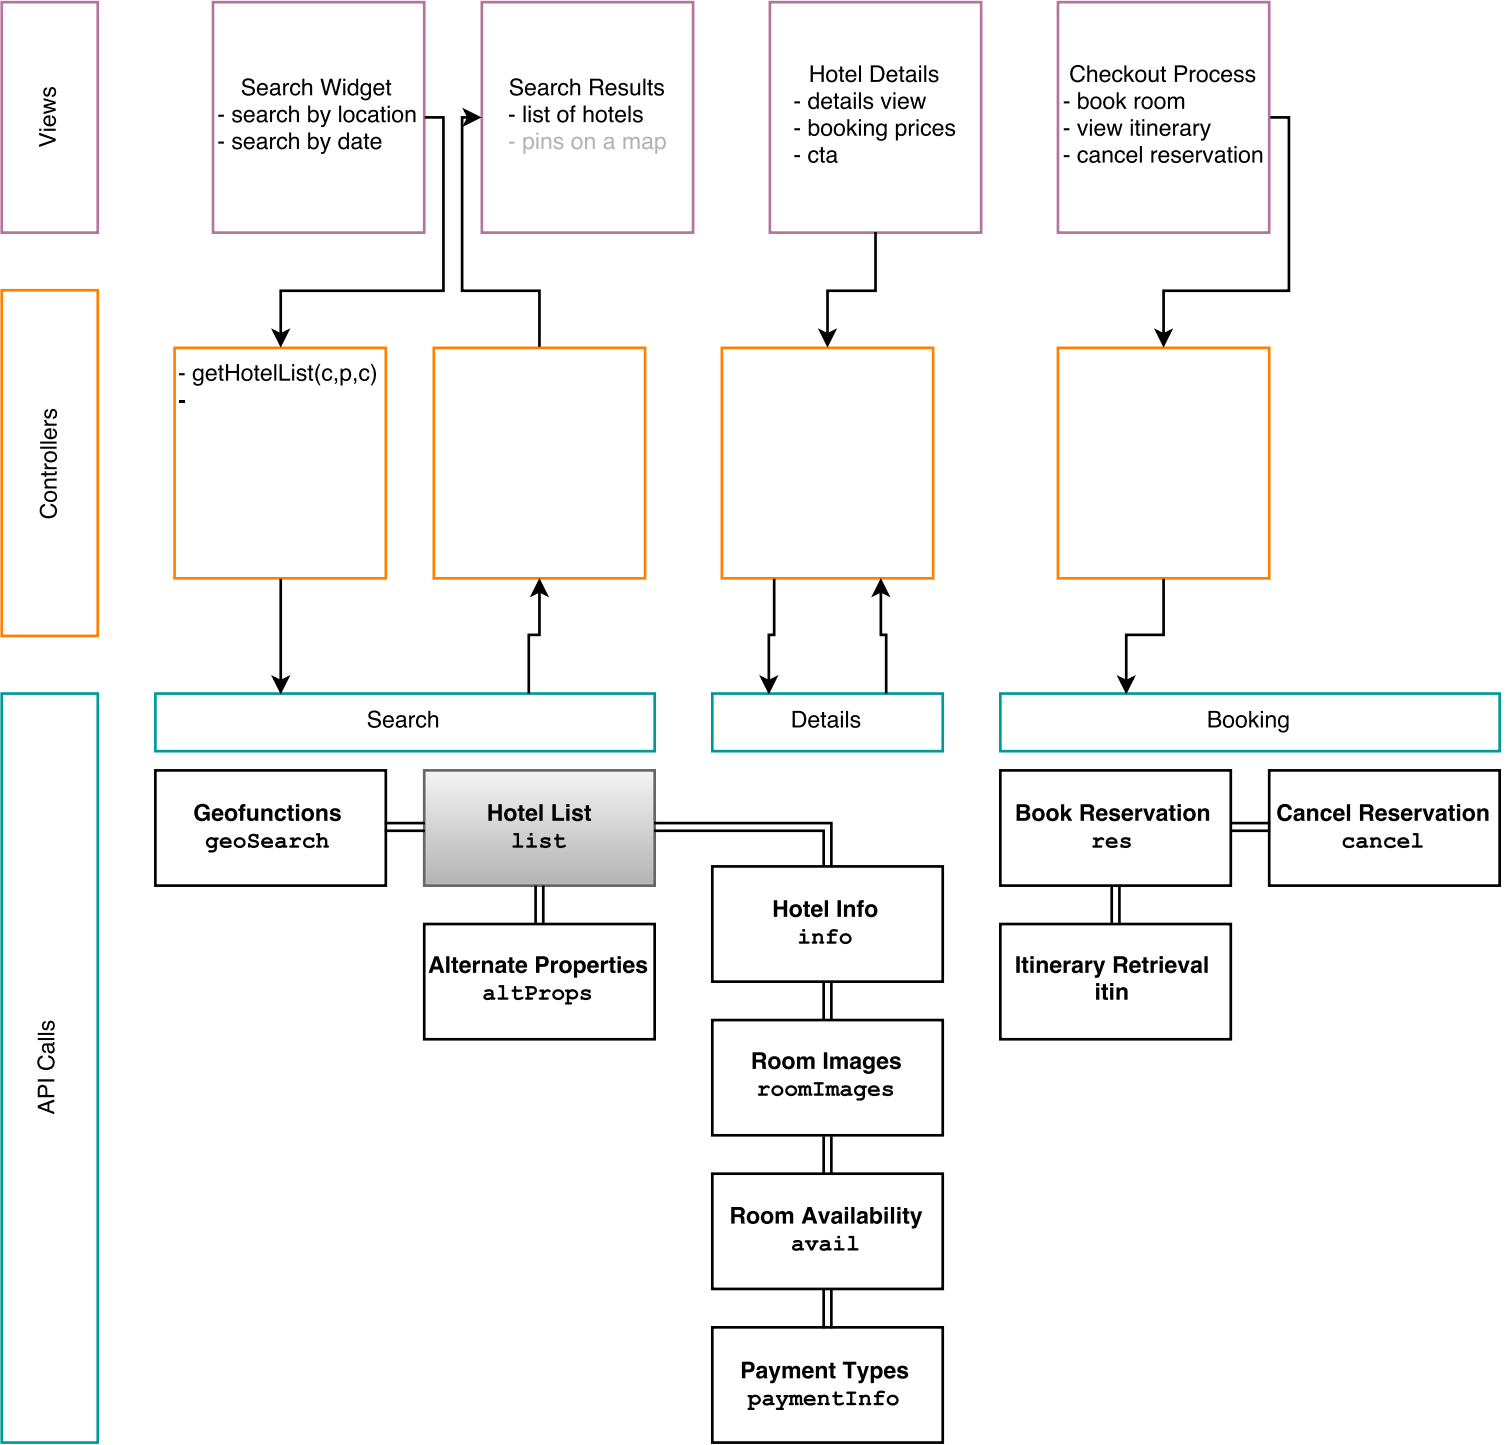 Views
Search Widget
- search by location
- search by date
Search Results
- list of hotels
- pins on a map
Hotel Details
- details view
- booking prices
- cta
Checkout Process
- book room
- view itinerary
- cancel reservation
Controllers
- getHotelList(c,p,c)
-
API Calls
Search
Details
Booking
Geofunctions
geoSearch
Hotel List
list
Alternate Properties
altProps
Hotel Info
info
Room Images
roomImages
Room Availability
avail
Payment Types
paymentInfo
Book Reservation
res
Cancel Reservation
cancel
Itinerary Retrieval
itin